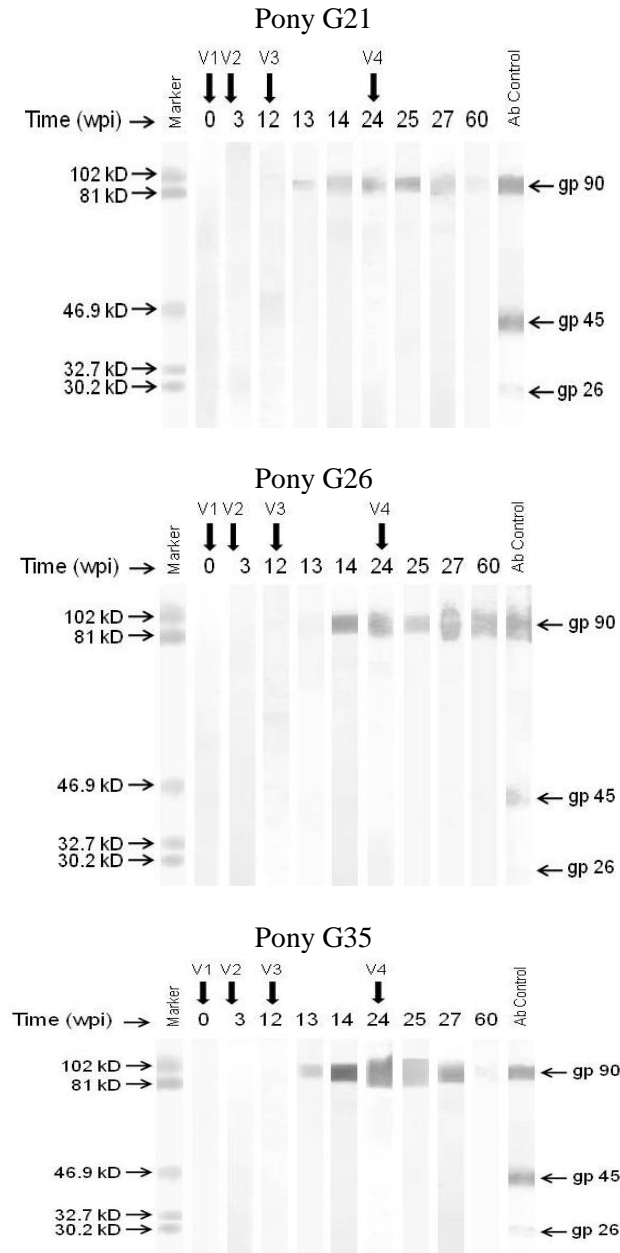 Pony G21
V1 V2 V3 V4
Time (wpi) → Marker 0 3 12 13 14 24 25 27 60 Ab Control
102 kD →
81 kD →
← gp 90
46.9 kD →
← gp 45
32.7 kD →
30.2 kD →
← gp 26
Pony G26
V1 V2 V3 V4
Time (wpi) → Marker 0 3 12 13 14 24 25 27 60 Ab Control
102 kD →
← gp 90
81 kD →
46.9 kD →
← gp 45
32.7 kD →
30.2 kD →
← gp 26
Pony G35
V1 V2 V3 V4
Time (wpi) → Marker 0 3 12 13 14 24 25 27 60 Ab Control
102 kD →
← gp 90
81 kD →
46.9 kD →
← gp 45
32.7 kD →
30.2 kD →
← gp 26